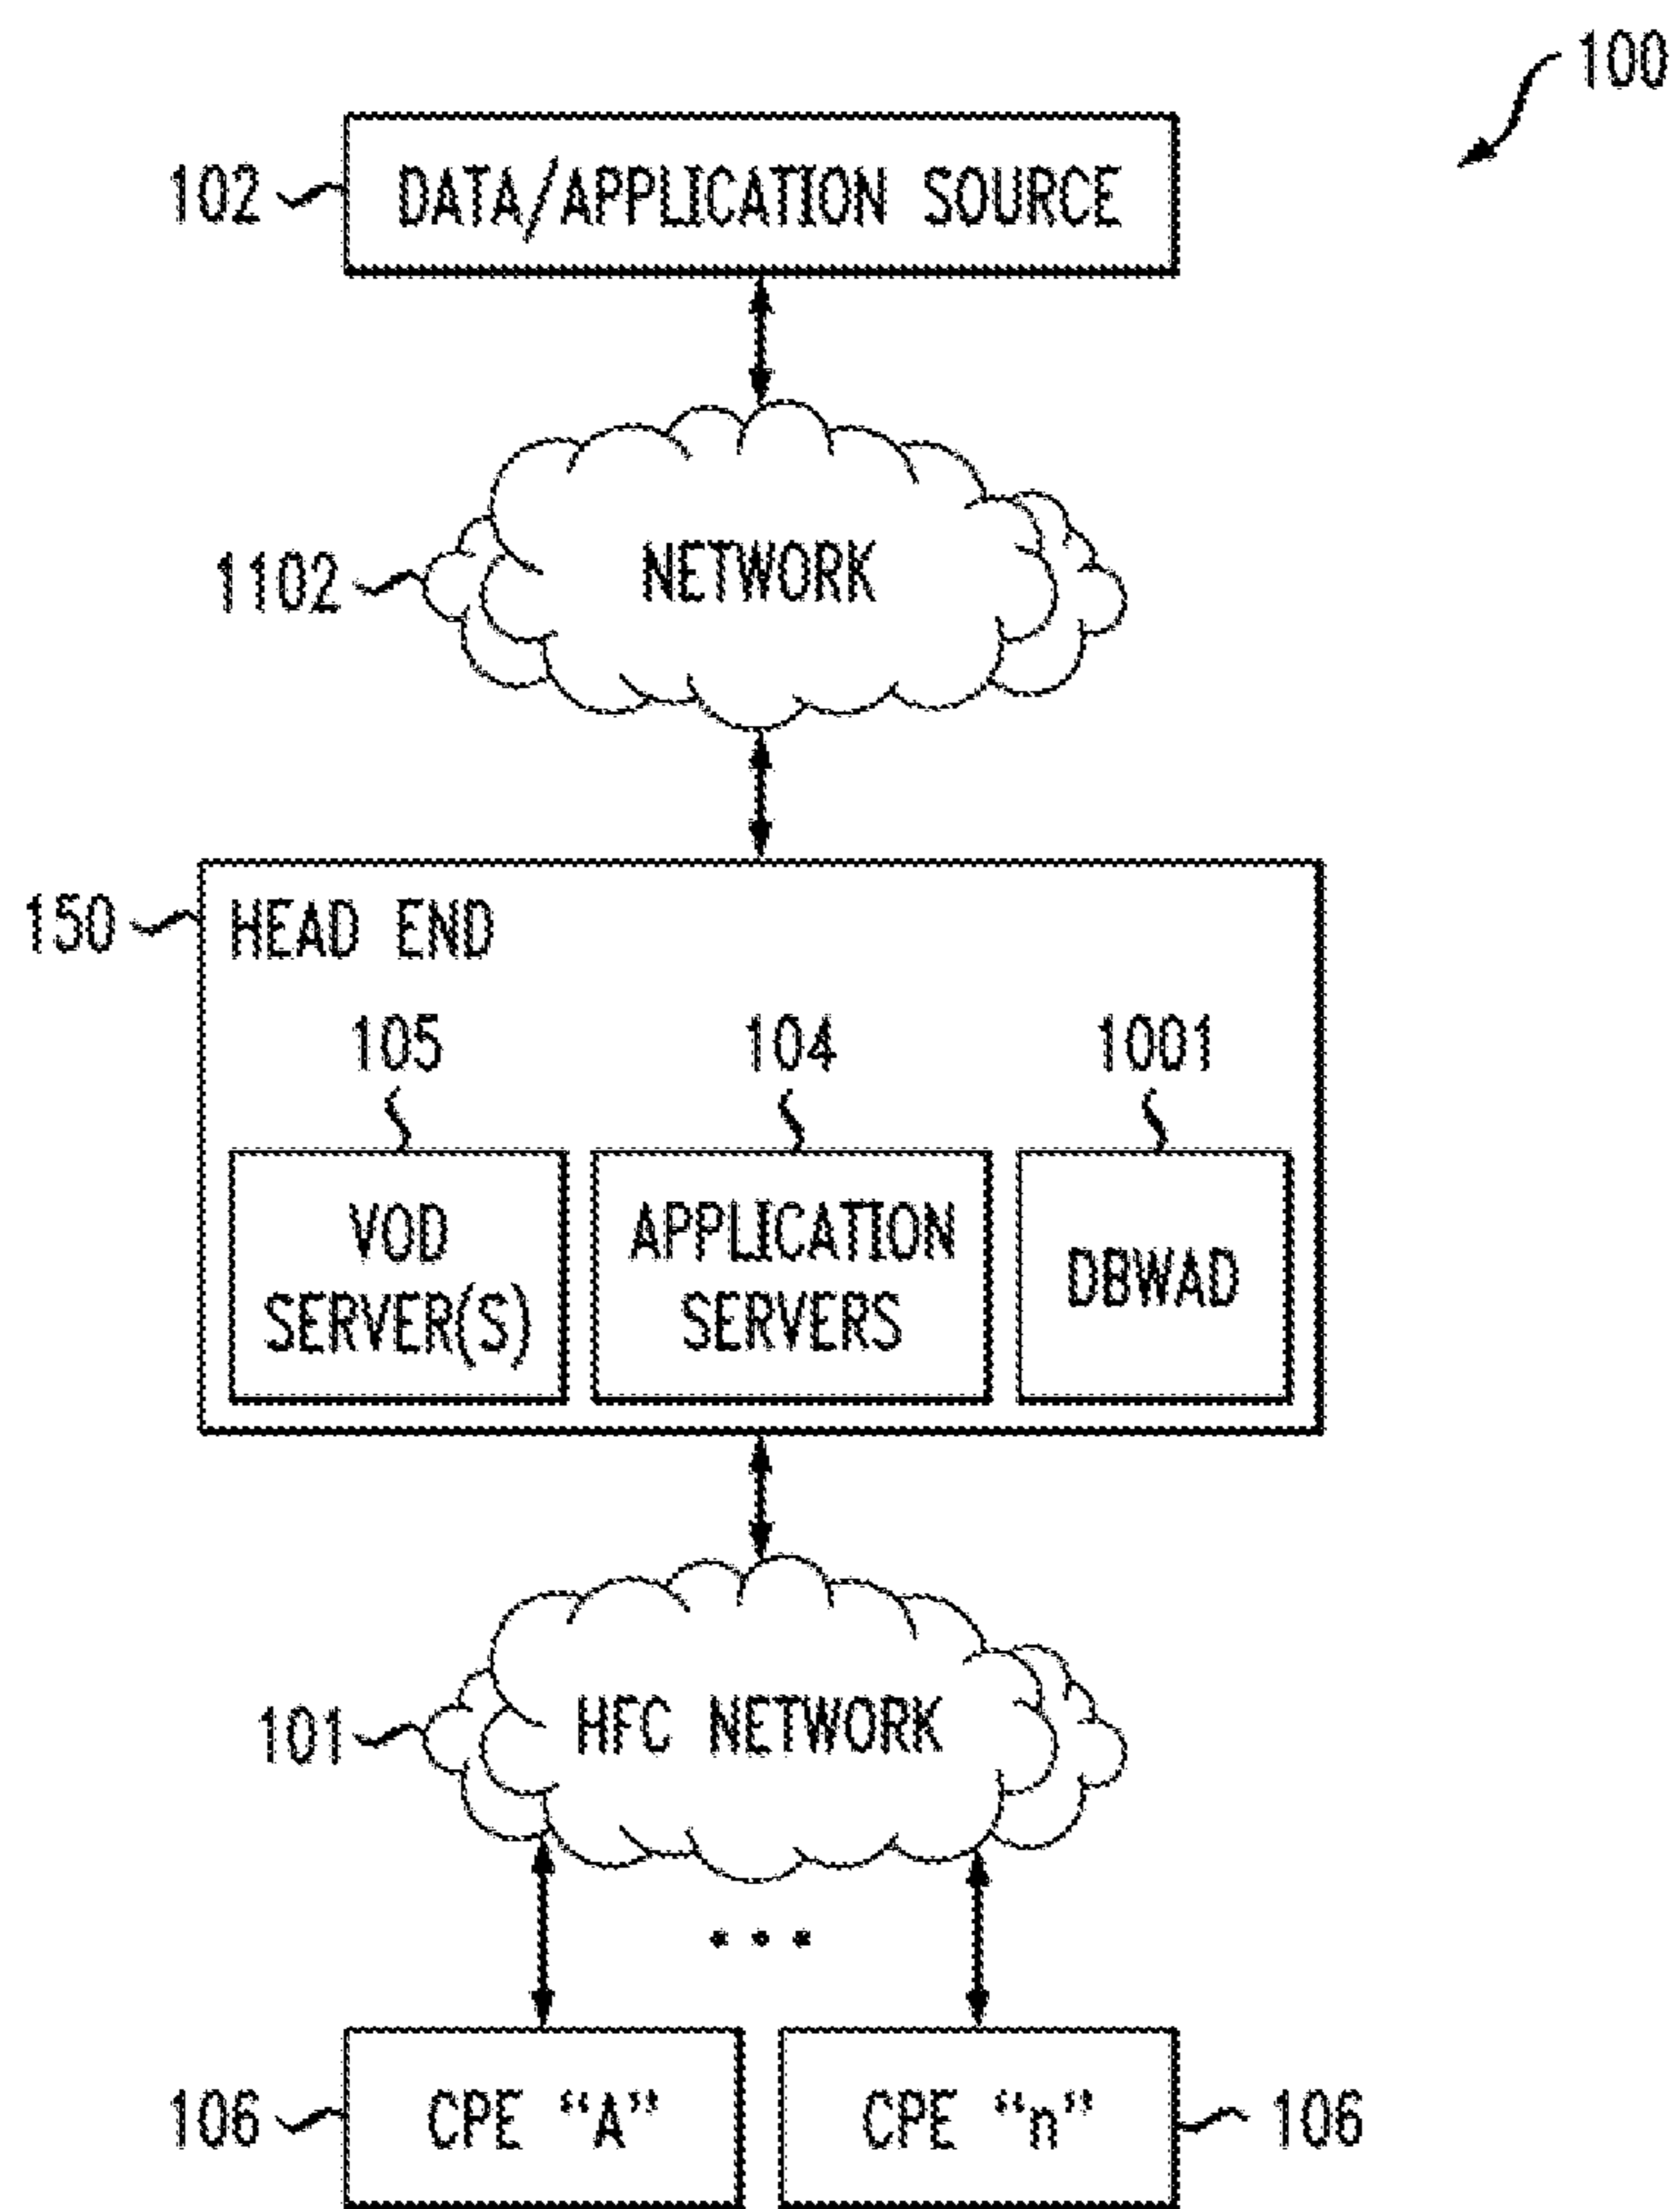 100
102 DATA/APPLICATION SOURCE
1102 NETWORK
150 HEAD END
105 104 1001
VOD
SERVER(S)
APPLICATION
SERVERS
DBWAD
101 HFC NETWORK
106 CPE “A” CPE “n” 106